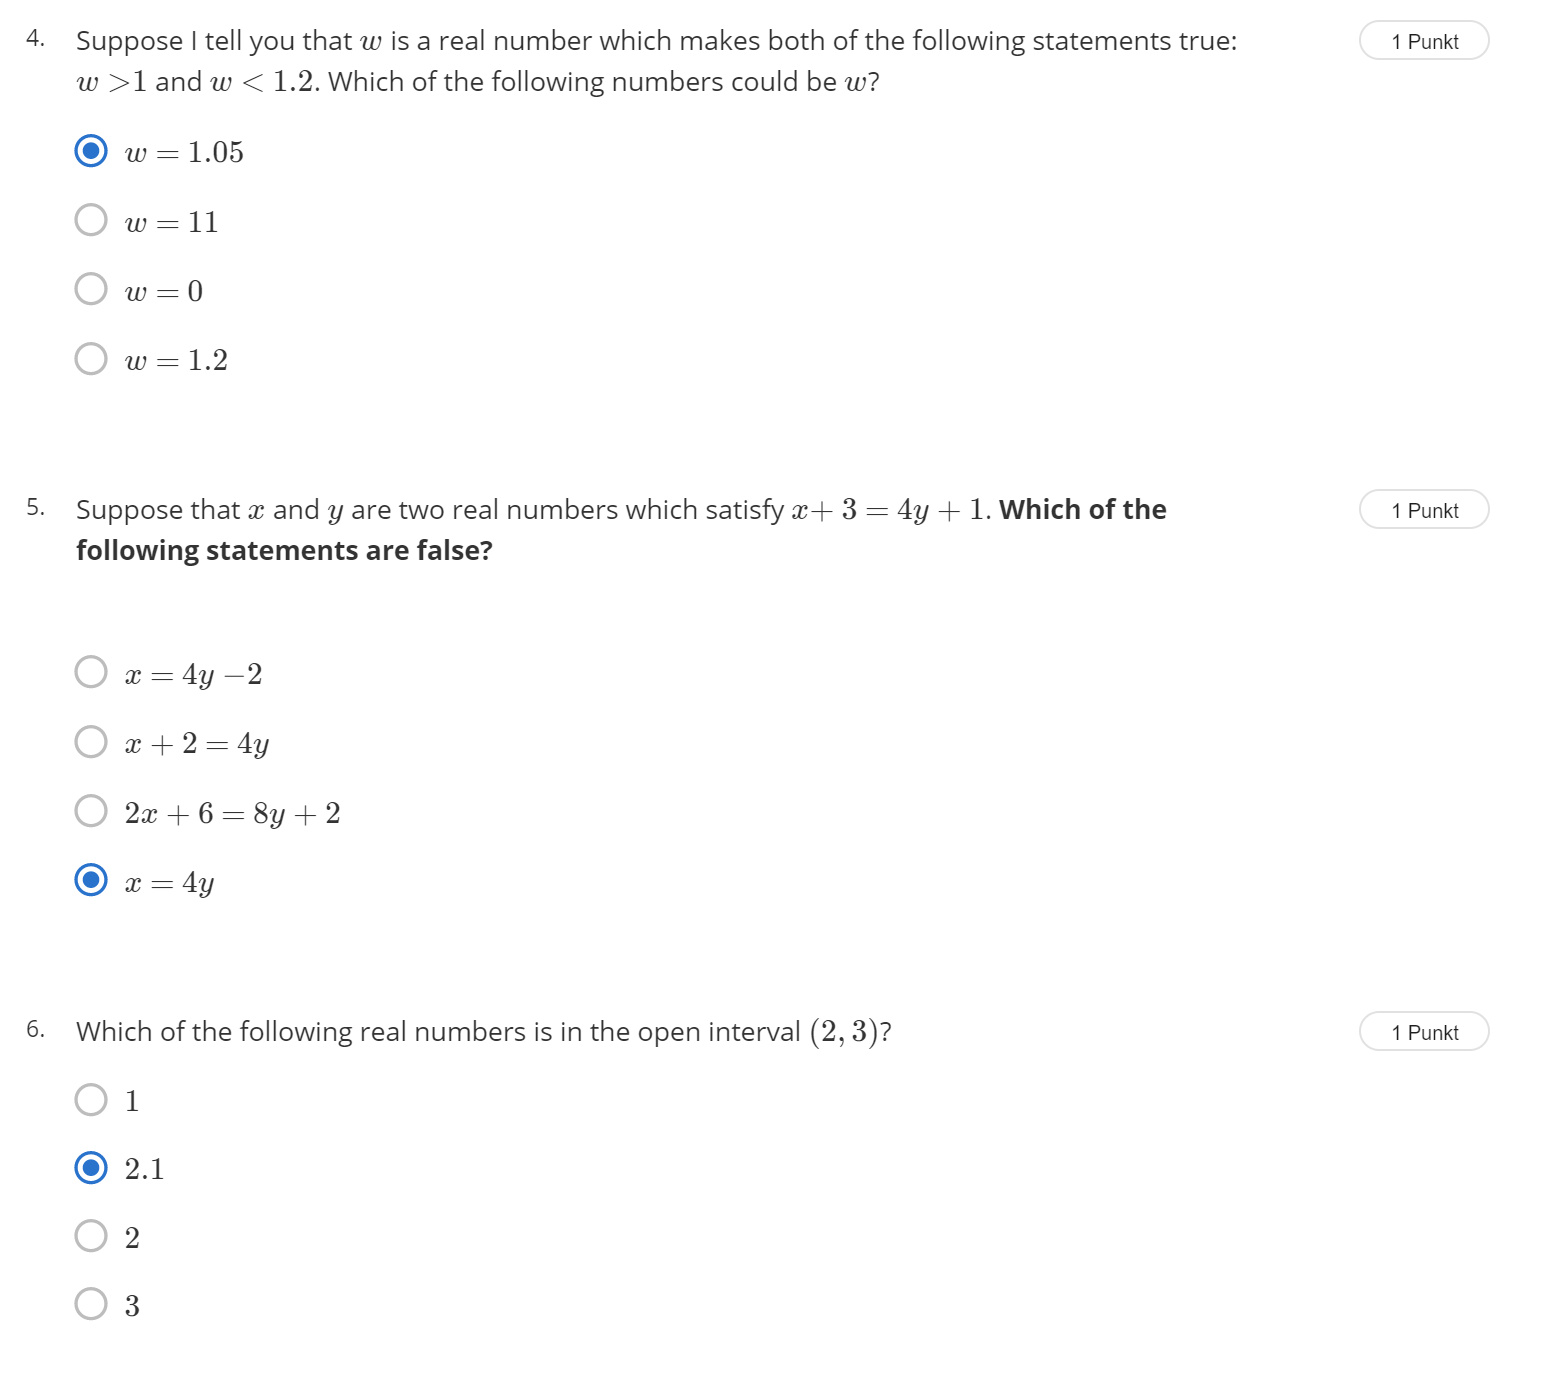 4. Suppose I tell you that w is a real number which makes both of the following statements true: 1 Punkt
w >1 and w < 1.2. Which of the following numbers could be w?
w = 1.05
w = 11
w = 0
w = 1.2
5. Suppose that x and y are two real numbers which satisfy x+ 3 = 4y + 1. Which of the 1 Punkt
following statements are false?
x = 4y −2
x + 2 = 4y
2x + 6 = 8y + 2
x = 4y
6. Which of the following real numbers is in the open interval (2, 3)? 1 Punkt
1
2.1
2
3